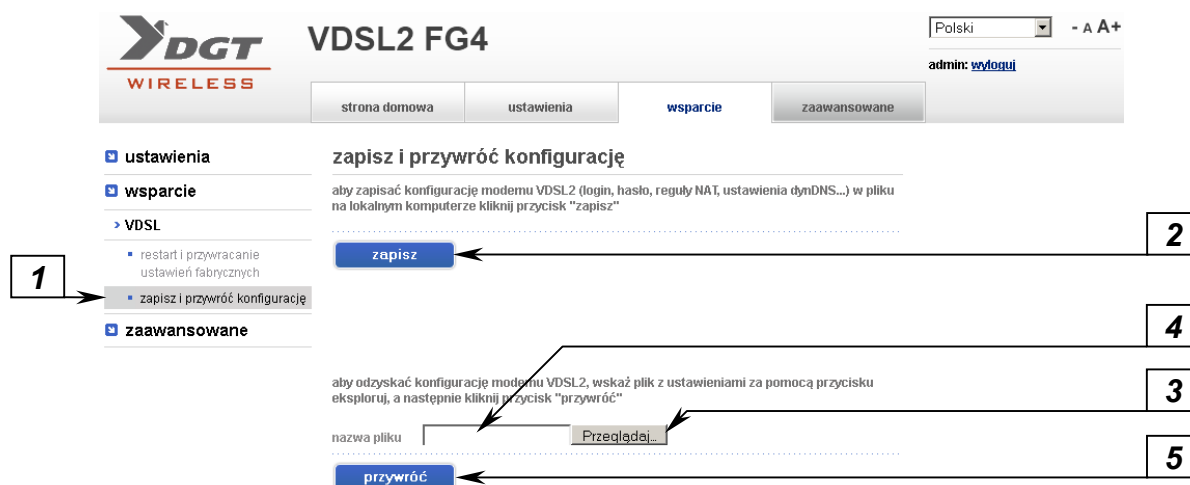 DGT
WIRELESS
VDSL2 FG4
Polski
- A A+
admin: wyloguj
strona domowa
ustawienia
wsparcie
zaawansowane
ustawienia
wsparcie
VDSL
restart i przywracanie
ustawień fabrycznych
zapisz i przywróć konfigurację
zaawansowane
zapisz i przywróć konfigurację
aby zapisać konfigurację modemu VDSL2 (login, hasło, reguły NAT, ustawienia dynDNS...) w pliku
na lokalnym komputerze kliknij przycisk "zapisz"
zapisz
aby odzyskać konfigurację modemu VDSL2, wskaż plik z ustawieniami za pomocą przycisku
eksploruj, a następnie kliknij przycisk "przywróć"
nazwa pliku
Przeglądaj...
przywróć
1
2
4
3
5